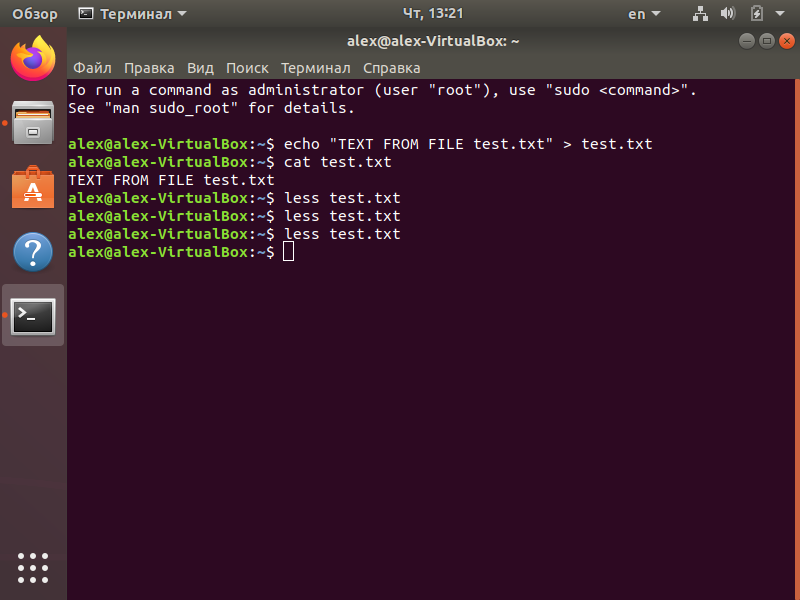 Обзор Терминал Чт, 13:21 en
alex@alex-VirtualBox: ~
Файл Правка Вид Поиск Терминал Справка
To run a command as administrator (user "root"), use "sudo <command>".
See "man sudo_root" for details.
alex@alex-VirtualBox:~$ echo "TEXT FROM FILE test.txt" > test.txt
alex@alex-VirtualBox:~$ cat test.txt
TEXT FROM FILE test.txt
alex@alex-VirtualBox:~$ less test.txt
alex@alex-VirtualBox:~$ less test.txt
alex@alex-VirtualBox:~$ less test.txt
alex@alex-VirtualBox:~$